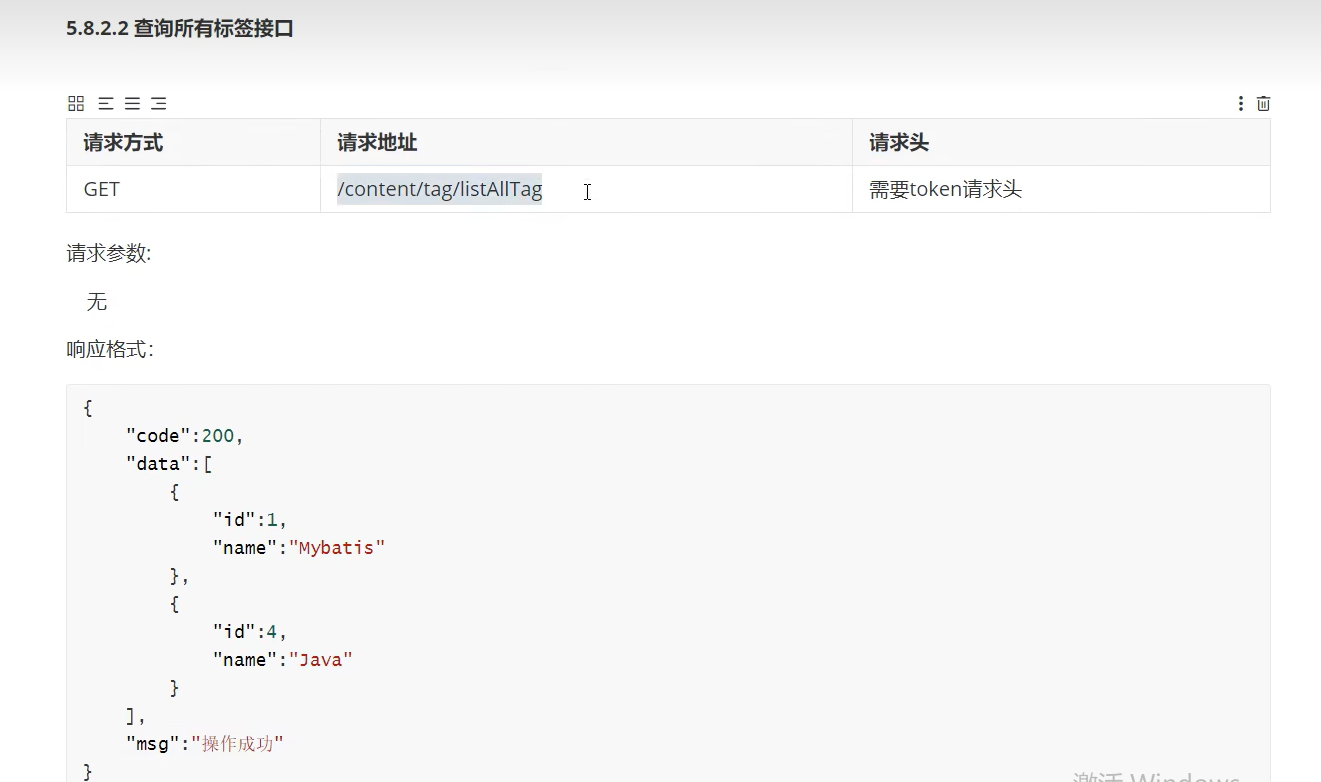 5.8.2.2 查询所有标签接口
请求方式 请求地址 请求头
GET /content/tag/listAllTag 需要token请求头
请求参数:
无
响应格式：
{
"code":200,
"data":[
{
"id":1,
"name":"Mybatis"
},
{
"id":4,
"name":"Java"
}
],
"msg":"操作成功"
}
激活 Windows